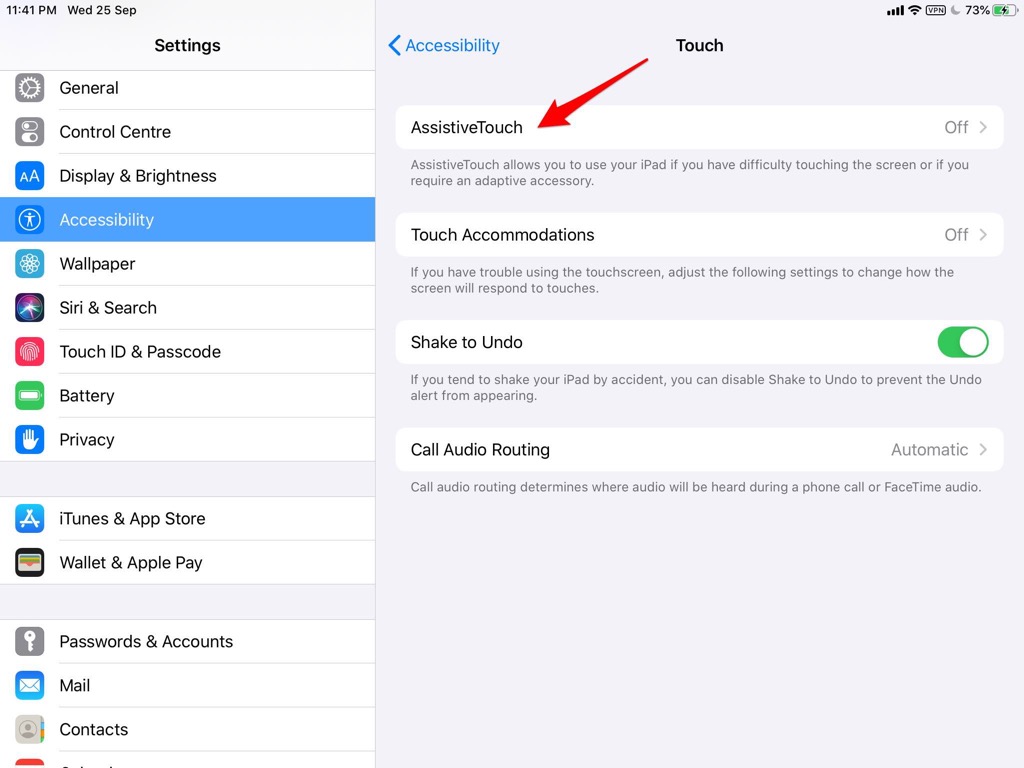 11:41 PM Wed 25 Sep
VPN 73%
Settings
General
Control Centre
AA Display & Brightness
Accessibility
Wallpaper
Siri & Search
Touch ID & Passcode
Battery
Privacy
iTunes & App Store
Wallet & Apple Pay
Passwords & Accounts
Mail
Contacts
Accessibility
Touch
AssistiveTouch Off
AssistiveTouch allows you to use your iPad if you have difficulty touching the screen or if you
require an adaptive accessory.
Touch Accommodations Off
If you have trouble using the touchscreen, adjust the following settings to change how the
screen will respond to touches.
Shake to Undo
If you tend to shake your iPad by accident, you can disable Shake to Undo to prevent the Undo
alert from appearing.
Call Audio Routing Automatic
Call audio routing determines where audio will be heard during a phone call or FaceTime audio.